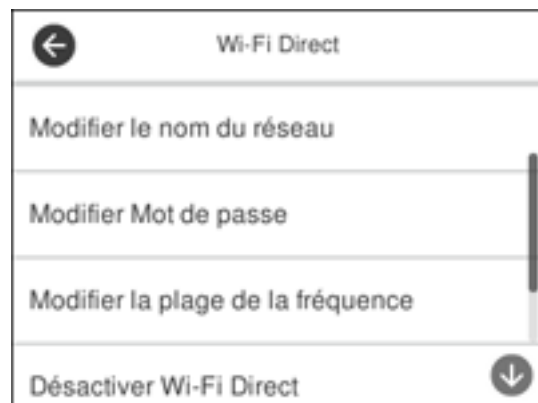 Wi-Fi Direct
Modifier le nom du réseau
Modifier Mot de passe
Modifier la plage de la fréquence
Désactiver Wi-Fi Direct